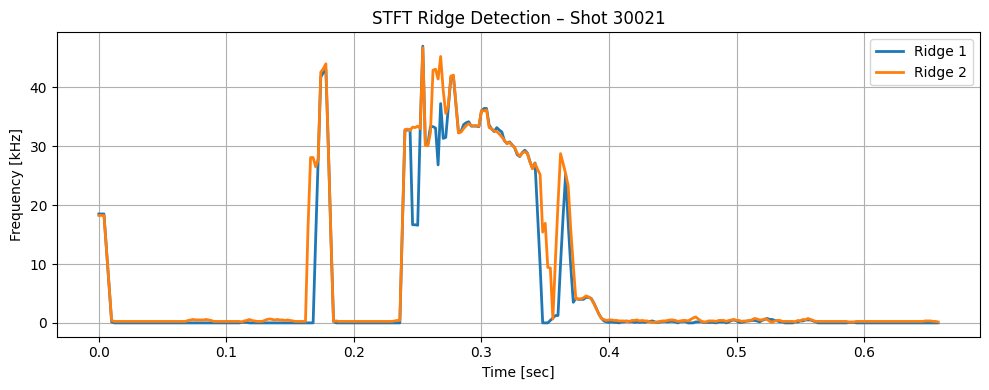 STFT Ridge Detection – Shot 30021
Ridge 1
Ridge 2
Frequency [kHz]
40
30
20
10
0
0.0 0.1 0.2 0.3 0.4 0.5 0.6
Time [sec]